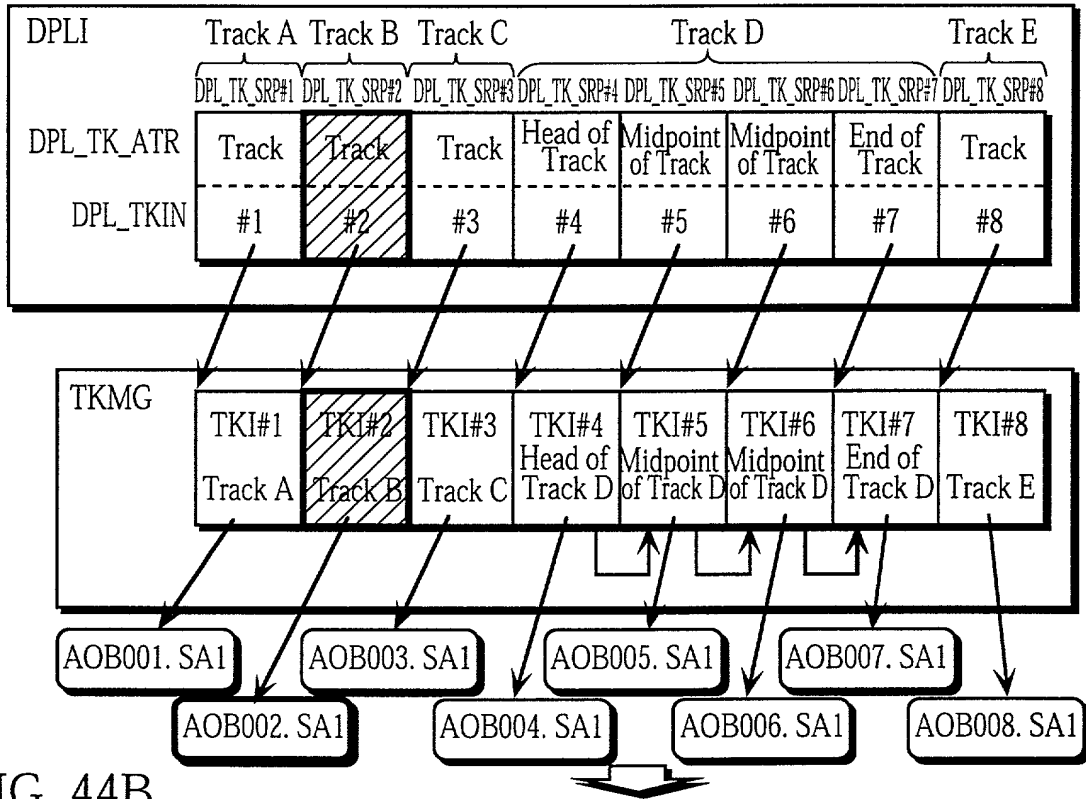 DPLI
Track A Track B Track C Track D Track E
DPL_TK_SRP#1 DPL_TK_SRP#2 DPL_TK_SRP#3 DPL_TK_SRP#4 DPL_TK_SRP#5 DPL_TK_SRP#6 DPL_TK_SRP#7 DPL_TK_SRP#8
DPL_TK_ATR Track Track Track Head of Track Midpoint of Track Midpoint of Track End of Track Track
DPL_TKIN #1 #2 #3 #4 #5 #6 #7 #8
TKMG
TKI#1 TKI#2 TKI#3 TKI#4 TKI#5 TKI#6 TKI#7 TKI#8
Track A Track B Track C Head of Track D Midpoint of Track D Midpoint of Track D End of Track D Track E
AOB001. SA1 AOB003. SA1 AOB005. SA1 AOB007. SA1
AOB002. SA1 AOB004. SA1 AOB006. SA1 AOB008. SA1
44B